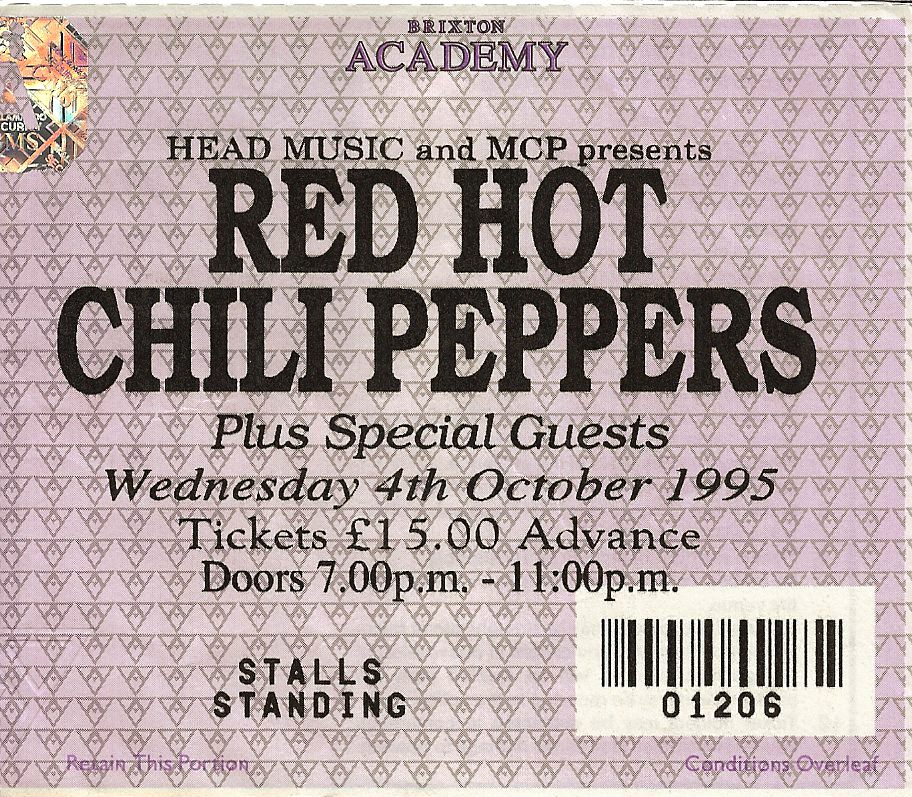 BRIXTON
ACADEMY
HEAD MUSIC and MCP presents
RED HOT
CHILI PEPPERS
Plus Special Guests
Wednesday 4th October 1995
Tickets £15.00 Advance
Doors 7.00p.m. - 11:00p.m.
STALLS
STANDING
01206
Retain This Portion
Conditions Overleaf